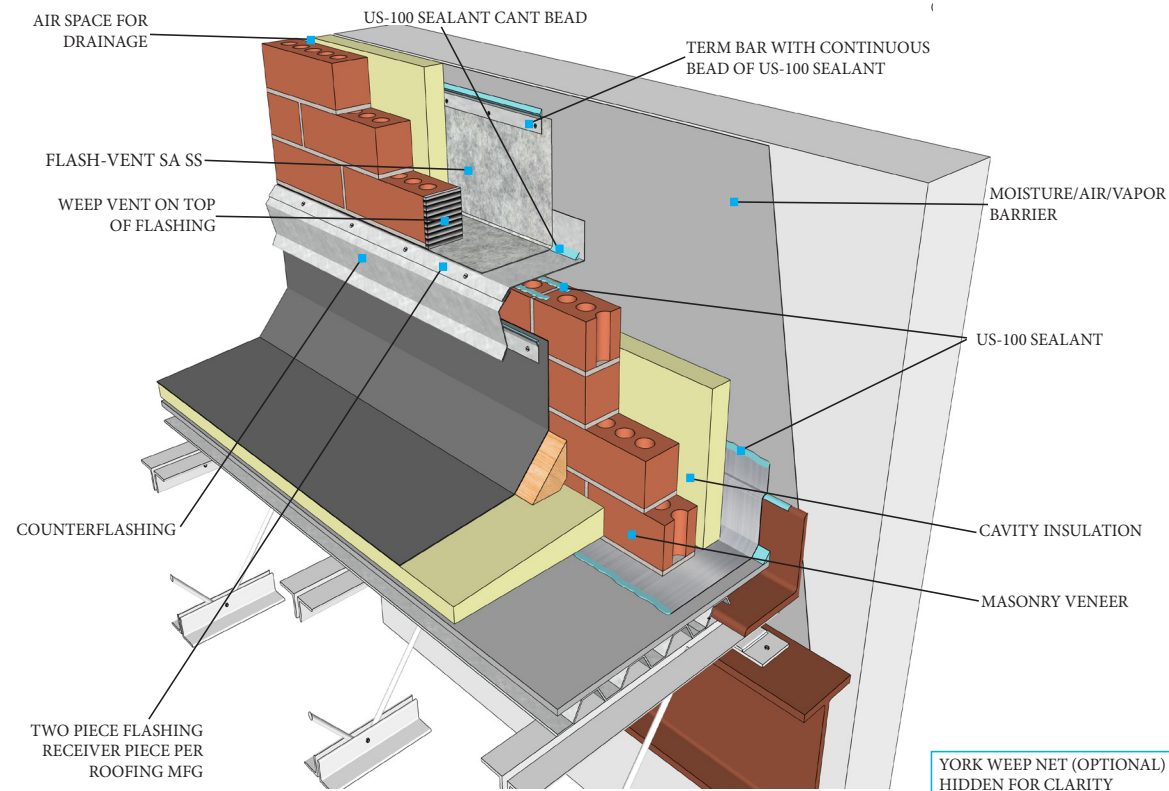 AIR SPACE FOR
DRAINAGE
US-100 SEALANT CANT BEAD
TERM BAR WITH CONTINUOUS
BEAD OF US-100 SEALANT
FLASH-VENT SA SS
WEEP VENT ON TOP
OF FLASHING
MOISTURE/AIR/VAPOR
BARRIER
US-100 SEALANT
COUNTERFLASHING
CAVITY INSULATION
MASONRY VENEER
TWO PIECE FLASHING
RECEIVER PIECE PER
ROOFING MFG
YORK WEEP NET (OPTIONAL)
HIDDEN FOR CLARITY